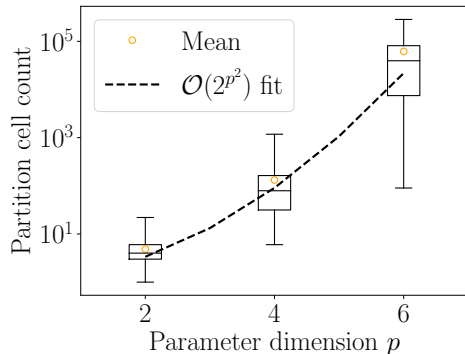 Partition cell count
10^5
10^3
10^1
Mean
𝒪(2^{p^2}) fit
2 4 6
Parameter dimension p